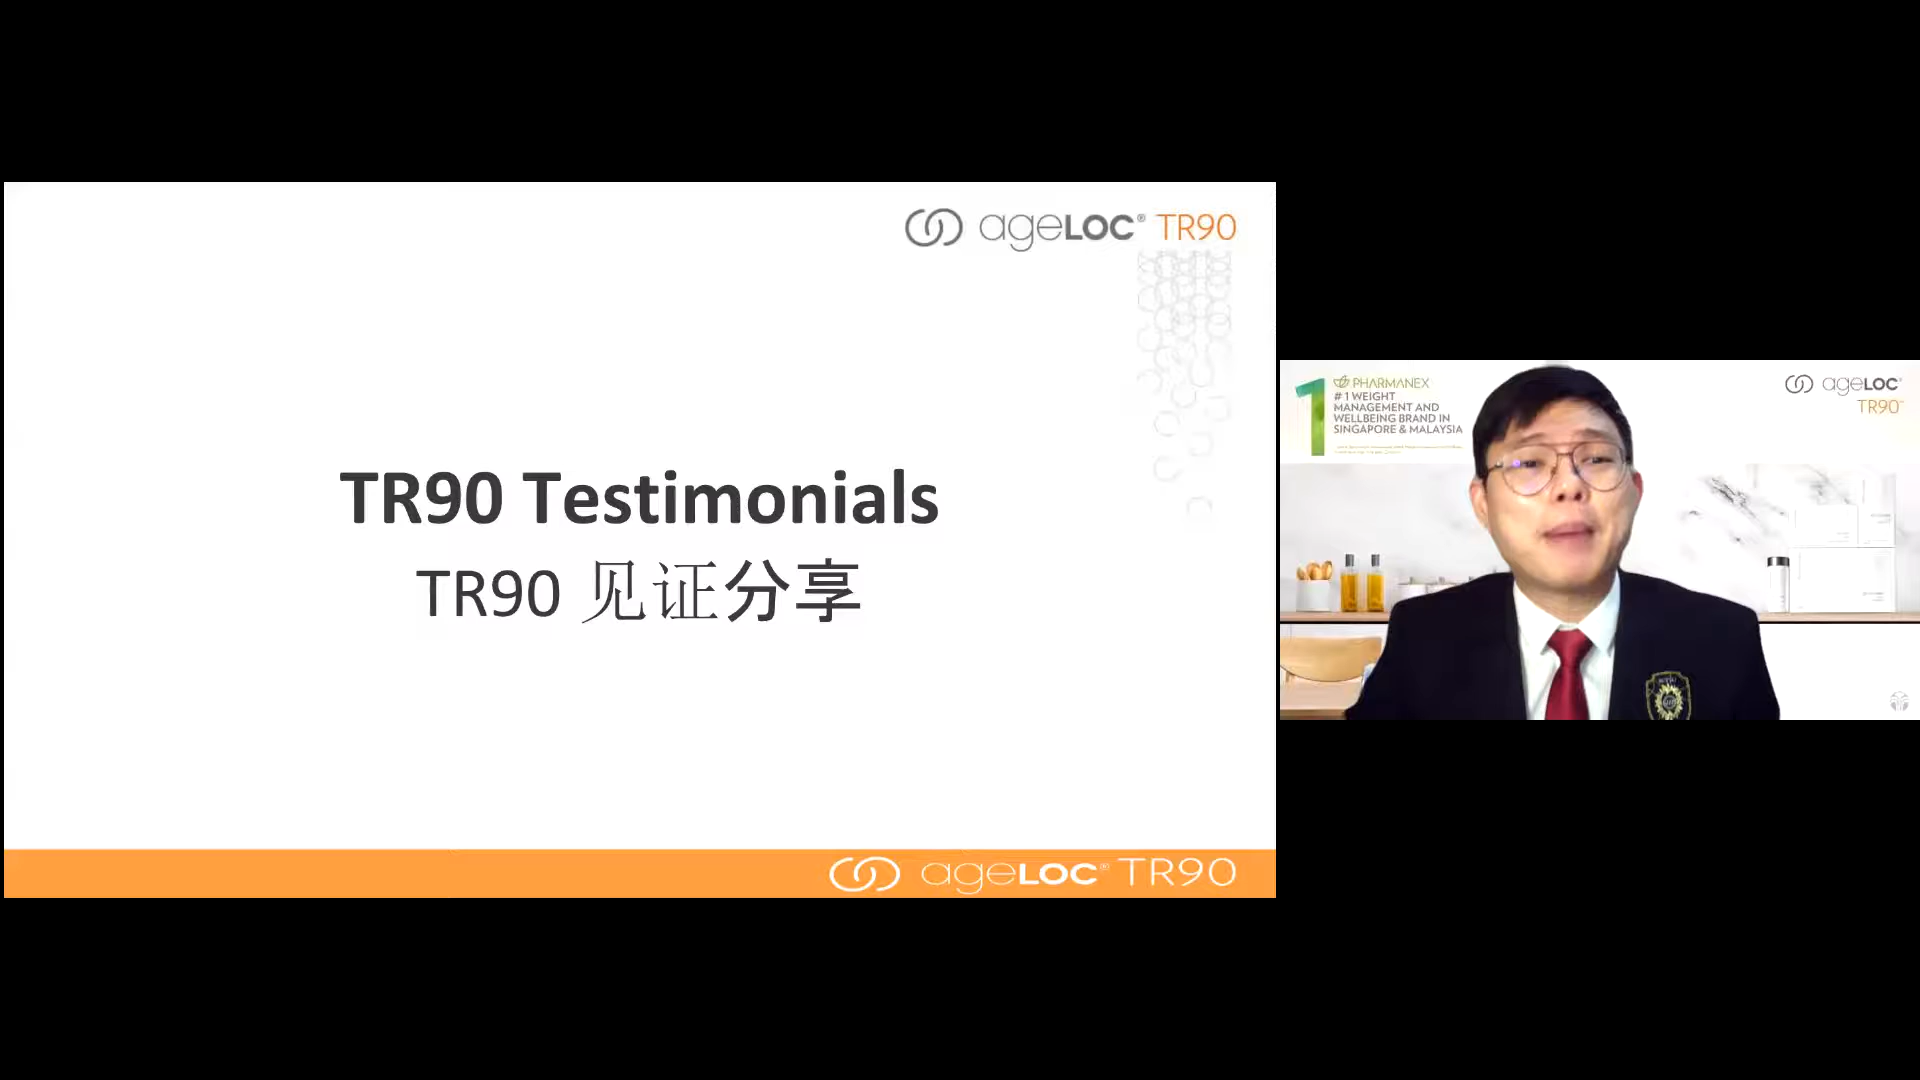 ageLOC® TR90
TR90 Testimonials
TR90 见证分享
ageLOC® TR90
PHARMANEX
#1 WEIGHT
MANAGEMENT AND
WELLBEING BRAND IN
SINGAPORE & MALAYSIA
ageLOC
TR90